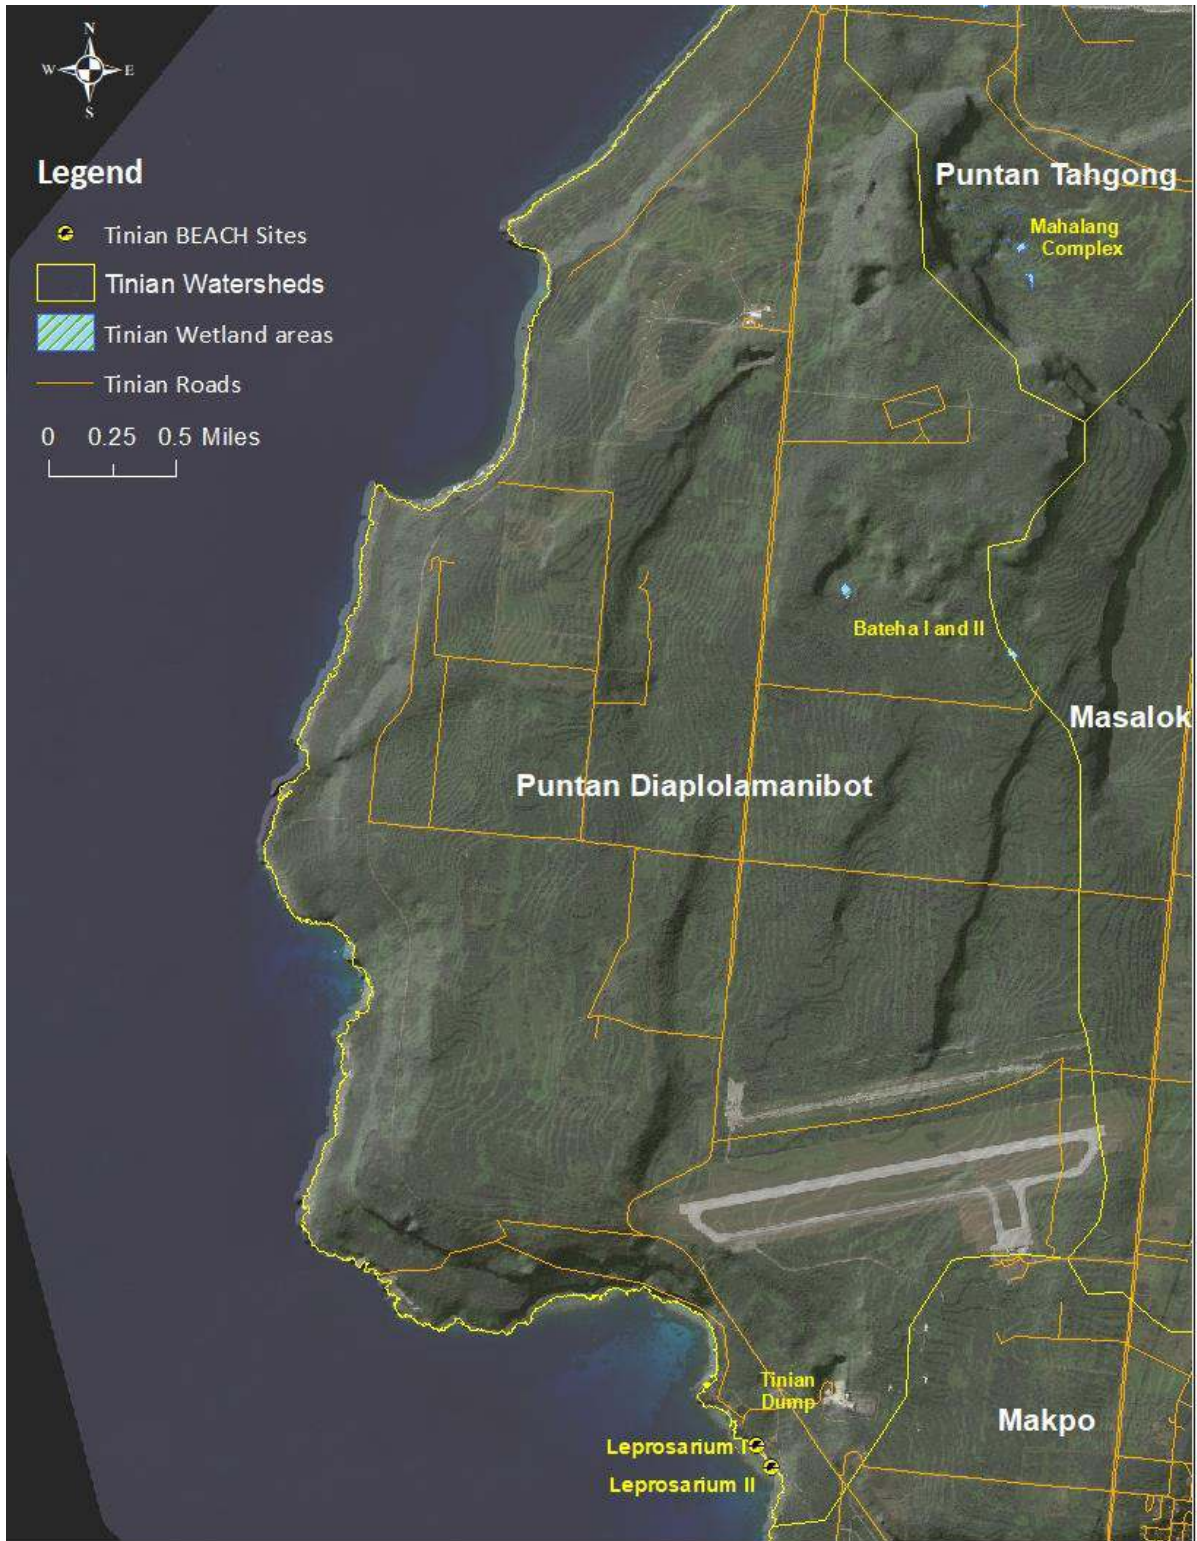 N
W E
S
Legend
Tinian BEACH Sites
Tinian Watersheds
Tinian Wetland areas
Tinian Roads
0 0.25 0.5 Miles
Puntan Tahgong
Mahalang
Complex
Bateha I and II
Masalok
Puntan Diaplolamanibot
Tinian
Dump
Makpo
Leprosarium I
Leprosarium II